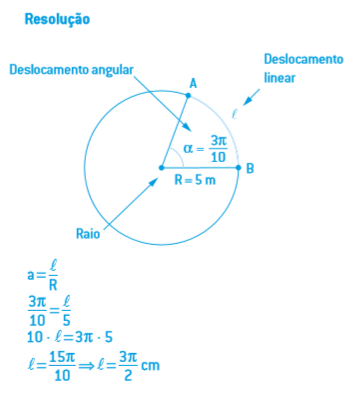 Resolução
Deslocamento angular
Deslocamento
linear
A
ℓ
α = 3π/10
B
R = 5 m
Raio
a = ℓ/R
3π/10 = ℓ/5
10 · ℓ = 3π · 5
ℓ = 15π/10 ⇒ ℓ = 3π/2 cm